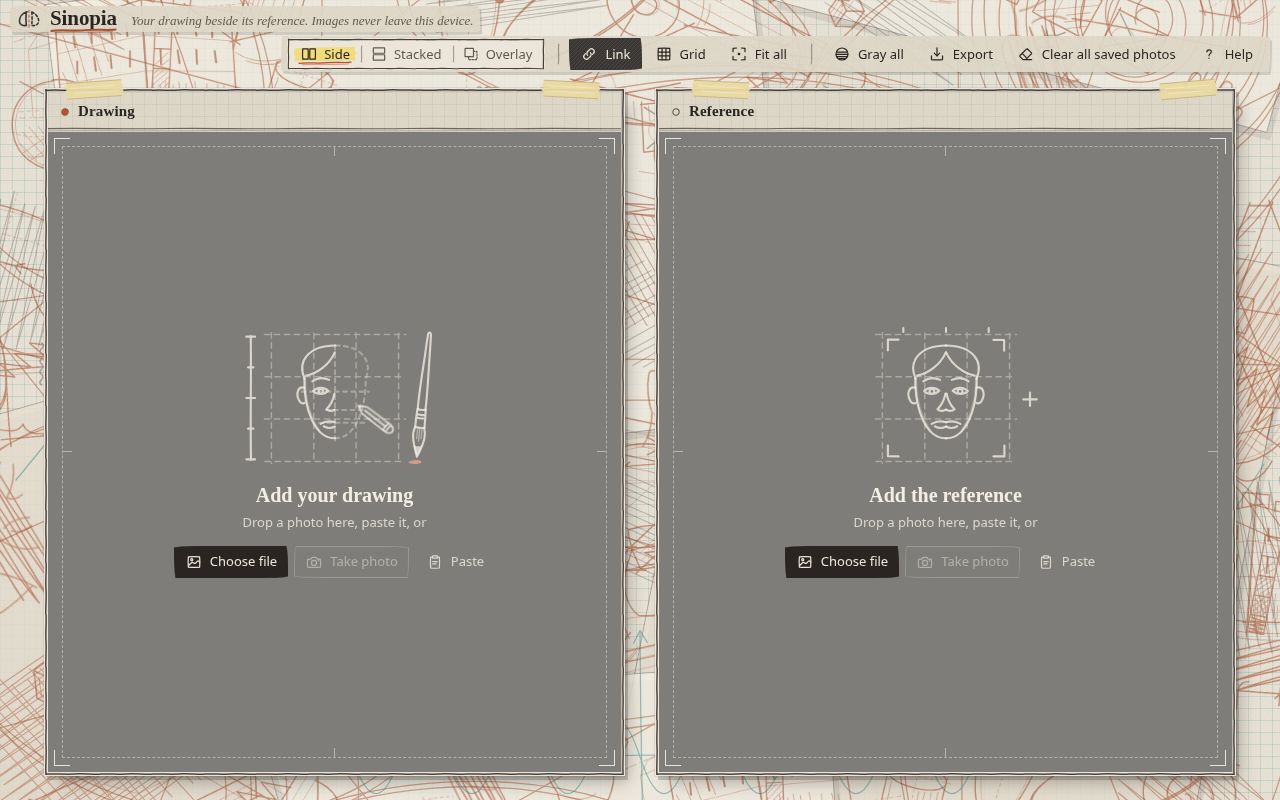 Sinopia Your drawing beside its reference. Images never leave this device.
Side Stacked Overlay Link Grid Fit all Gray all Export Clear all saved photos ? Help
Drawing
Reference
Add your drawing
Drop a photo here, paste it, or
Choose file Take photo Paste
Add the reference
Drop a photo here, paste it, or
Choose file Take photo Paste